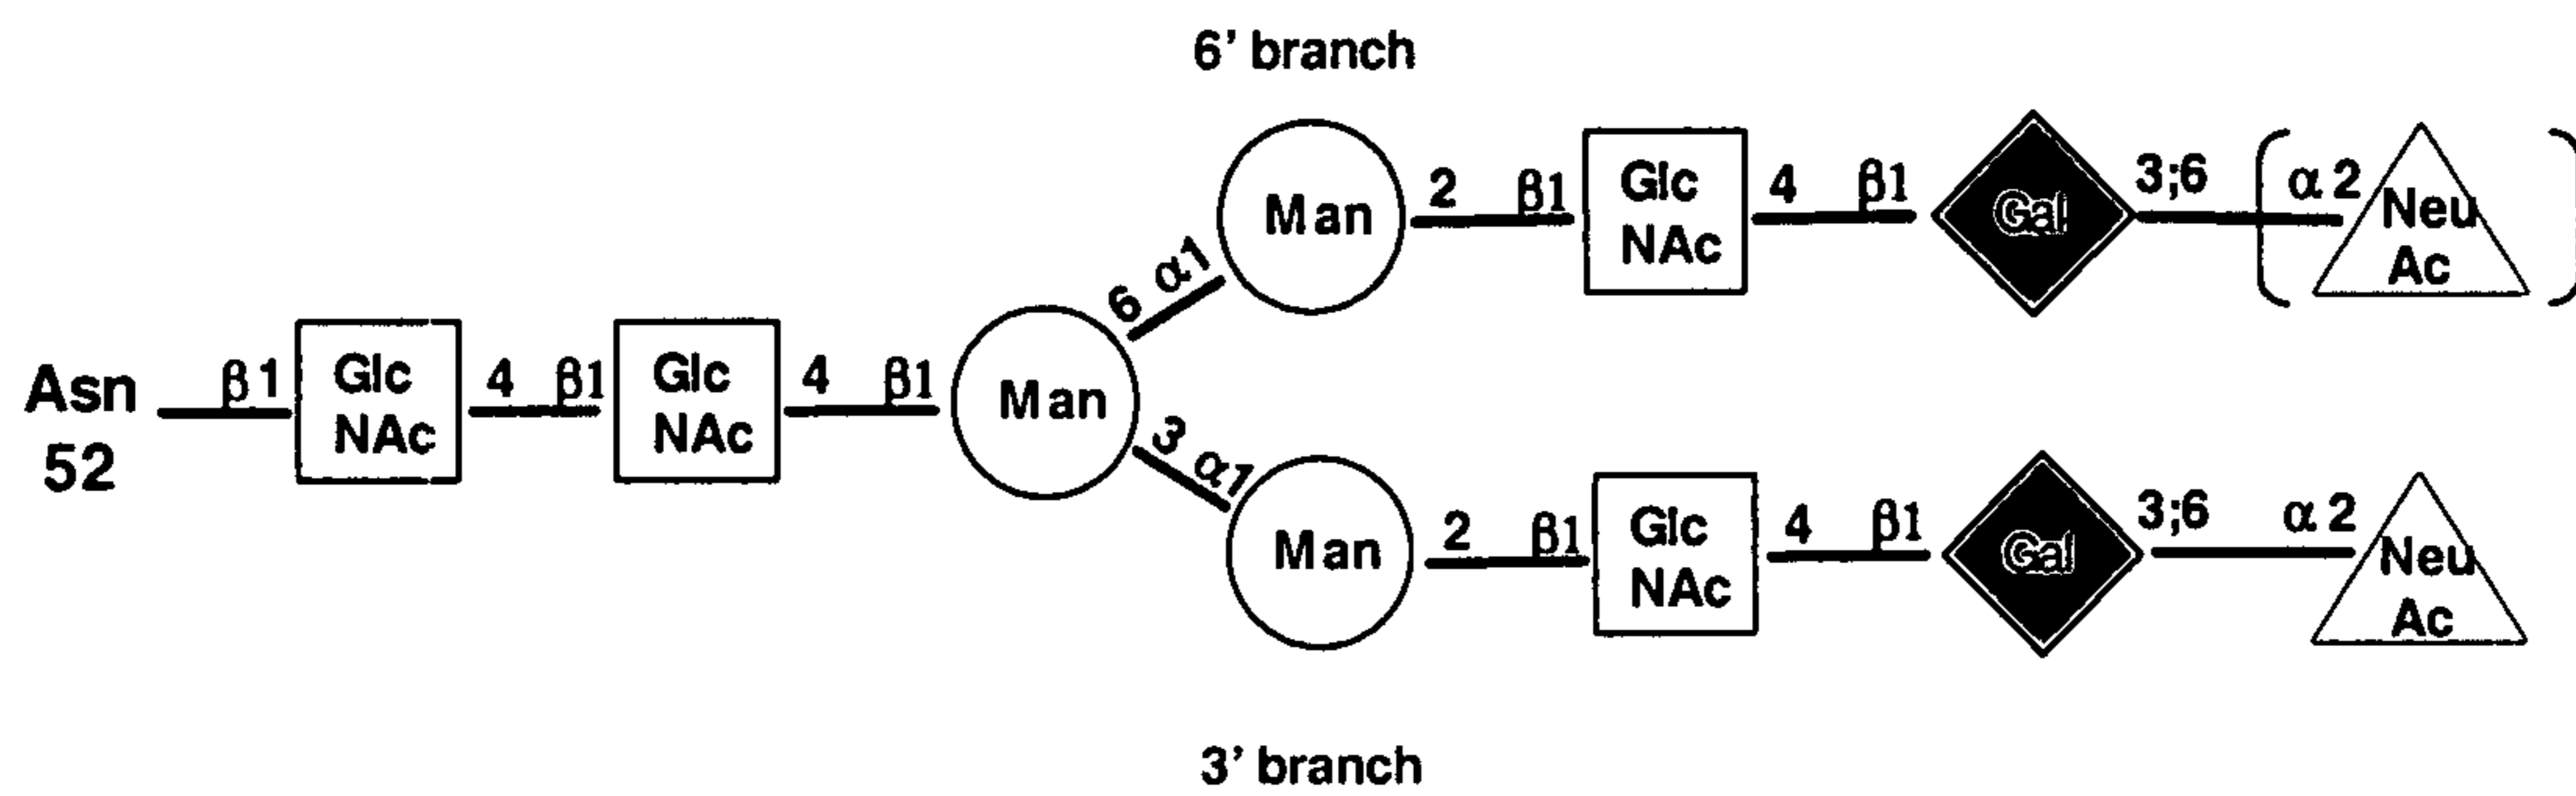 6' branch
Man 2 β1 Glc NAc 4 β1 Gal 3;6 α2 Neu Ac
6 α1
Asn 52 β1 Glc NAc 4 β1 Glc NAc 4 β1 Man
3 α1
Man 2 β1 Glc NAc 4 β1 Gal 3;6 α2 Neu Ac
3' branch